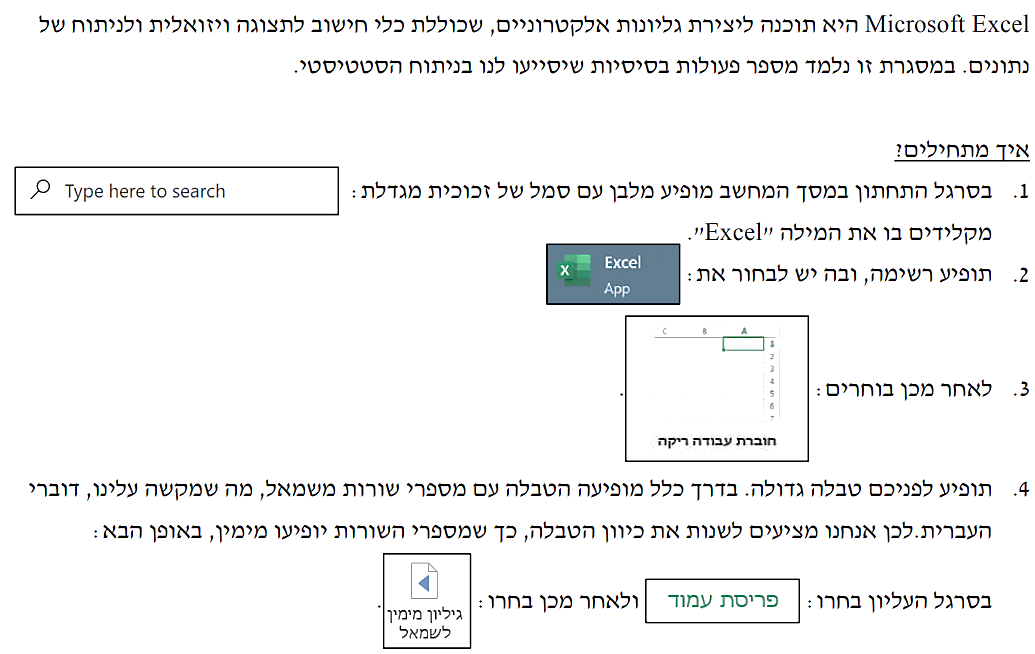 Microsoft Excel היא תוכנה ליצירת גליונות אלקטרוניים, שכוללת כלי חישוב לתצוגה ויזואלית ולניתוח של
נתונים. במסגרת זו נלמד מספר פעולות בסיסיות שיסייעו לנו בניתוח הסטטיסטי.
איך מתחילים?
1. בסרגל התחתון במסך המחשב מופיע מלבן עם סמל של זכוכית מגדלת: Type here to search
מקלידים בו את המילה "Excel".
2. תופיע רשימה, ובה יש לבחור את: Excel
App
C B A
1
2
3
4
5
6
7
3. לאחר מכן בוחרים: .
חוברת עבודה ריקה
4. תופיע לפניכם טבלה גדולה. בדרך כלל מופיעה הטבלה עם מספרי שורות משמאל, מה שמקשה עלינו, דוברי
העברית.לכן אנחנו מציעים לשנות את כיוון הטבלה, כך שמספרי השורות יופיעו מימין, באופן הבא:
בסרגל העליון בחרו: פריסת עמוד ולאחר מכן בחרו: גיליון מימין
לשמאל.